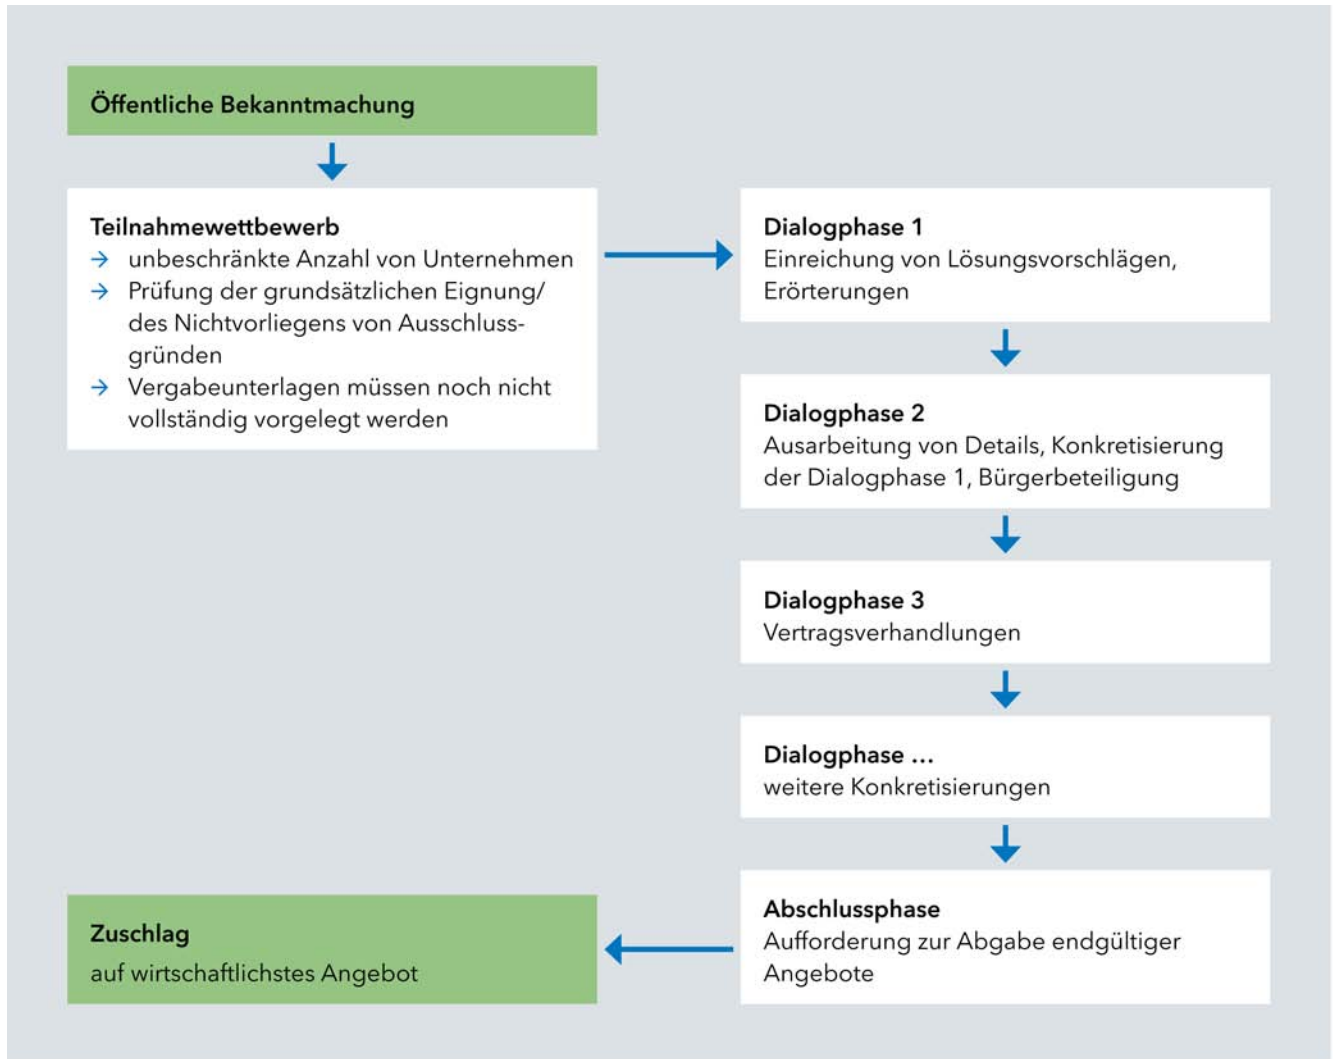 Öffentliche Bekanntmachung
Teilnahmewettbewerb
→ unbeschränkte Anzahl von Unternehmen
→ Prüfung der grundsätzlichen Eignung/
des Nichtvorliegens von Ausschluss-
gründen
→ Vergabeunterlagen müssen noch nicht
vollständig vorgelegt werden
Dialogphase 1
Einreichung von Lösungsvorschlägen,
Erörterungen
Dialogphase 2
Ausarbeitung von Details, Konkretisierung
der Dialogphase 1, Bürgerbeteiligung
Dialogphase 3
Vertragsverhandlungen
Dialogphase …
weitere Konkretisierungen
Abschlussphase
Aufforderung zur Abgabe endgültiger
Angebote
Zuschlag
auf wirtschaftlichstes Angebot